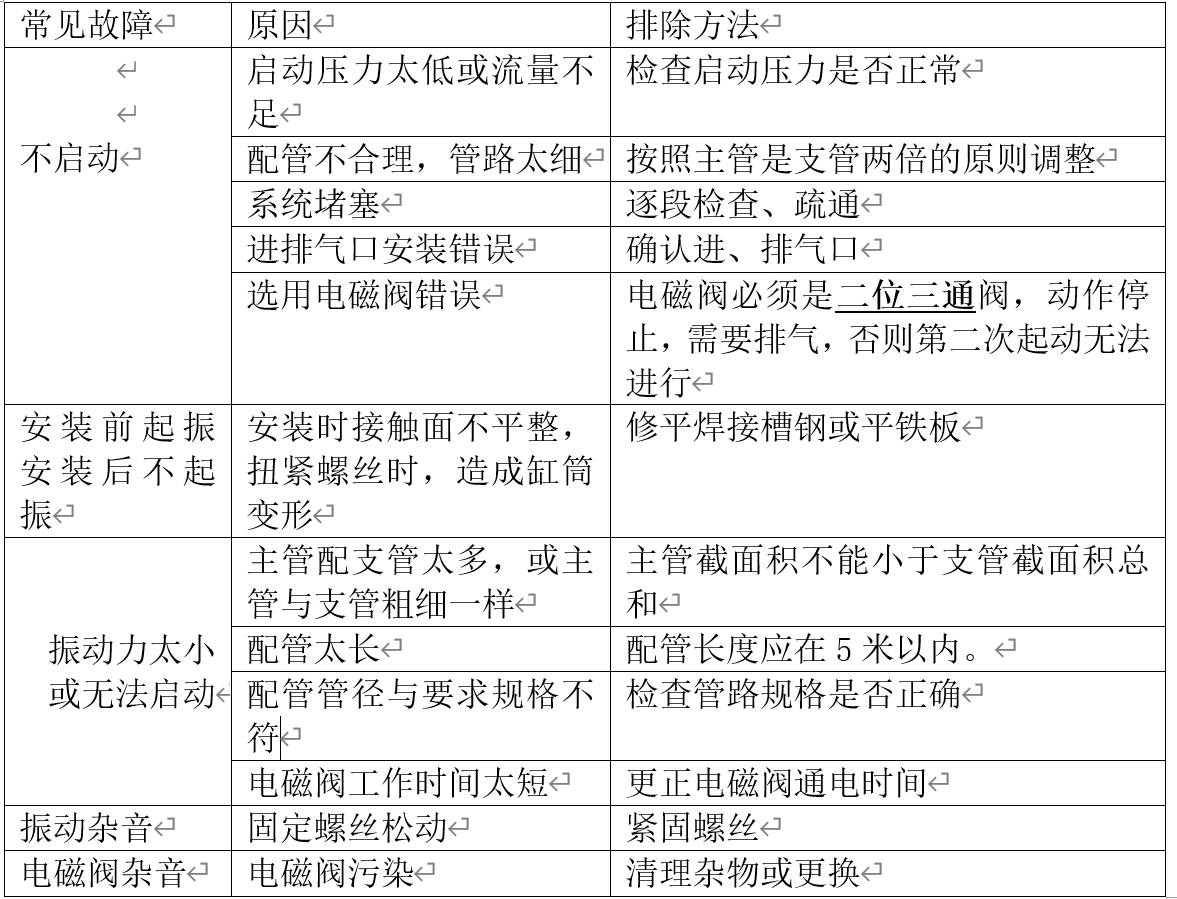 常见故障 原因 排除方法
启动压力太低或流量不 检查启动压力是否正常
足
不启动 配管不合理，管路太细 按照主管是支管两倍的原则调整
系统堵塞 逐段检查、疏通
进排气口安装错误 确认进、排气口
选用电磁阀错误 电磁阀必须是二位三通阀，动作停
止，需要排气，否则第二次起动无法
进行
安装前起振 安装时接触面不平整， 修平焊接槽钢或平铁板
安装后不起 扭紧螺丝时，造成缸筒
振 变形
主管配支管太多，或主 主管截面积不能小于支管截面积总
管与支管粗细一样 和
振动力太小 配管太长 配管长度应在 5 米以内。
或无法启动 配管管径与要求规格不 检查管路规格是否正确
符
电磁阀工作时间太短 更正电磁阀通电时间
振动杂音 固定螺丝松动 紧固螺丝
电磁阀杂音 电磁阀污染 清理杂物或更换